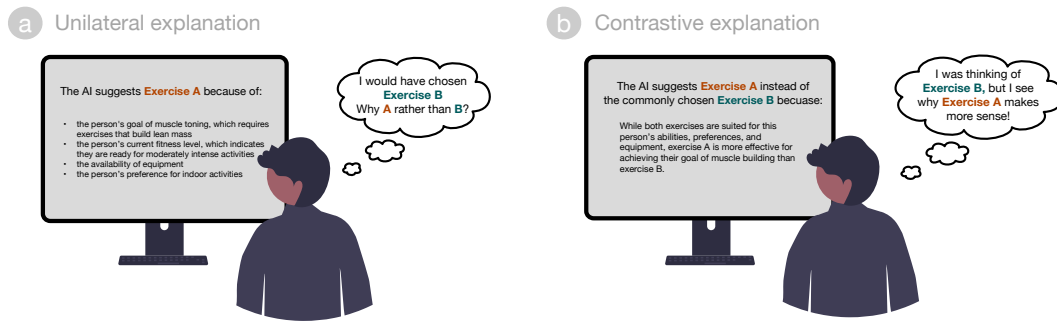 a Unilateral explanation
The AI suggests Exercise A because of:
• the person's goal of muscle toning, which requires
exercises that build lean mass
• the person's current fitness level, which indicates
they are ready for moderately intense activities
• the availability of equipment
• the person's preference for indoor activities
I would have chosen
Exercise B
Why A rather than B?
b Contrastive explanation
The AI suggests Exercise A instead of
the commonly chosen Exercise B becuase:
While both exercises are suited for this
person's abilities, preferences, and
equipment, exercise A is more effective for
achieving their goal of muscle building than
exercise B.
I was thinking of
Exercise B, but I see
why Exercise A makes
more sense!